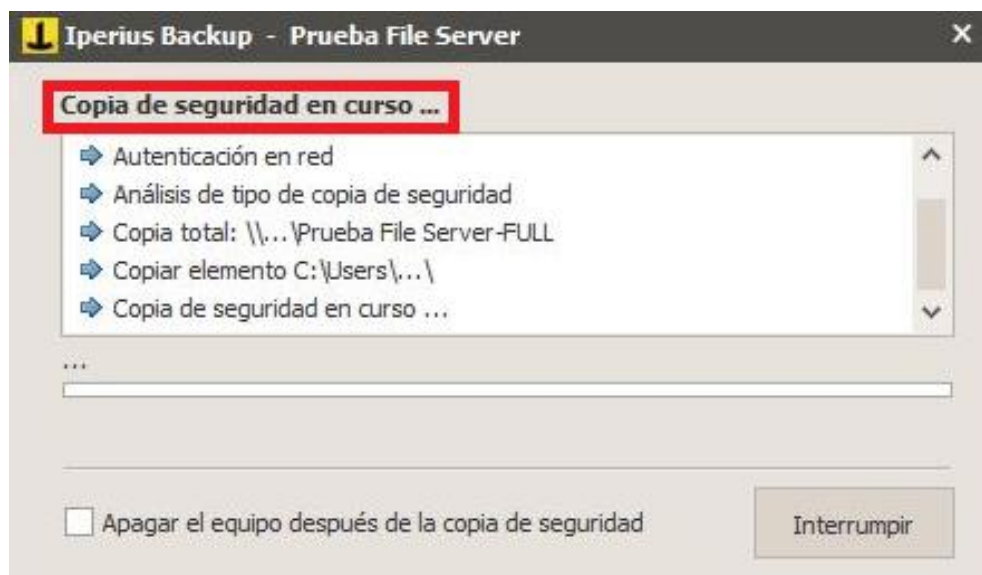 Iperius Backup - Prueba File Server
Copia de seguridad en curso ...
Autenticación en red
Análisis de tipo de copia de seguridad
Copia total: \\...\Prueba File Server-FULL
Copiar elemento C:\Users\...\
Copia de seguridad en curso ...
...
Apagar el equipo después de la copia de seguridad
Interrumpir